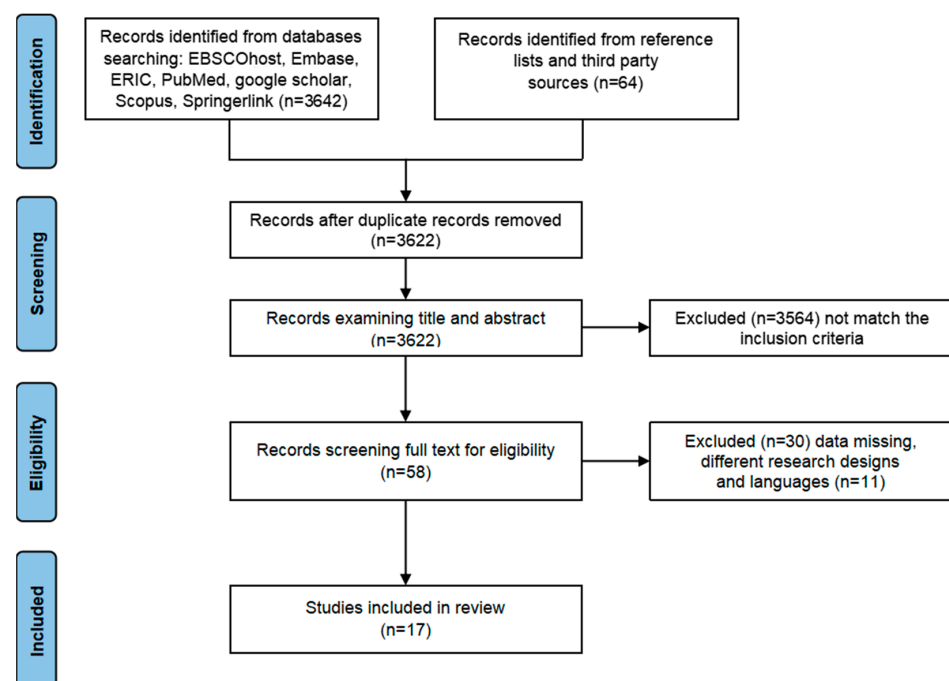 Identification
Records identified from databases
searching: EBSCOhost, Embase,
ERIC, PubMed, google scholar,
Scopus, Springerlink (n=3642)
Records identified from reference
lists and third party
sources (n=64)
Screening
Records after duplicate records removed
(n=3622)
Records examining title and abstract
(n=3622)
Excluded (n=3564) not match the
inclusion criteria
Eligibility
Records screening full text for eligibility
(n=58)
Excluded (n=30) data missing,
different research designs
and languages (n=11)
Included
Studies included in review
(n=17)